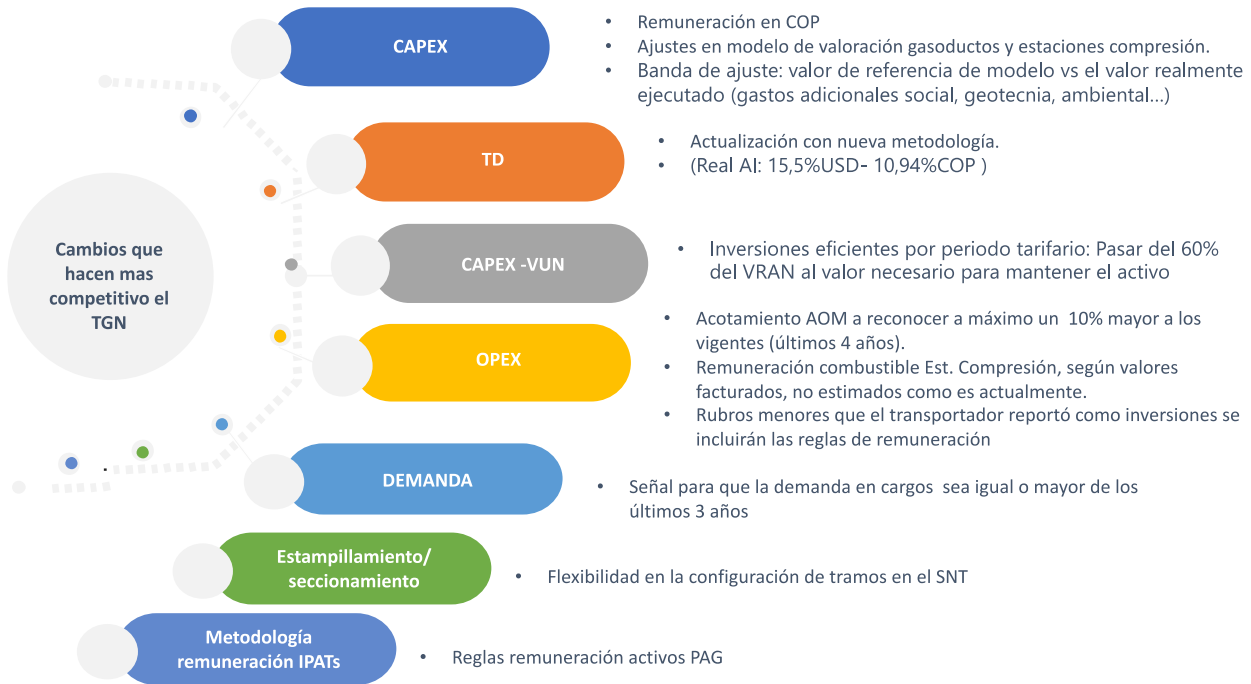 Cambios que
hacen mas
competitivo el
TGN
CAPEX
• Remuneración en COP
• Ajustes en modelo de valoración gasoductos y estaciones compresión.
• Banda de ajuste: valor de referencia de modelo vs el valor realmente
ejecutado (gastos adicionales social, geotecnia, ambiental...)
TD
• Actualización con nueva metodología.
• (Real AI: 15,5%USD- 10,94%COP )
CAPEX -VUN
• Inversiones eficientes por periodo tarifario: Pasar del 60%
del VRAN al valor necesario para mantener el activo
OPEX
• Acotamiento AOM a reconocer a máximo un 10% mayor a los
vigentes (últimos 4 años).
• Remuneración combustible Est. Compresión, según valores
facturados, no estimados como es actualmente.
• Rubros menores que el transportador reportó como inversiones se
incluirán las reglas de remuneración
DEMANDA
• Señal para que la demanda en cargos sea igual o mayor de los
últimos 3 años
Estampillamiento/
seccionamiento
• Flexibilidad en la configuración de tramos en el SNT
Metodología
remuneración IPATs
• Reglas remuneración activos PAG